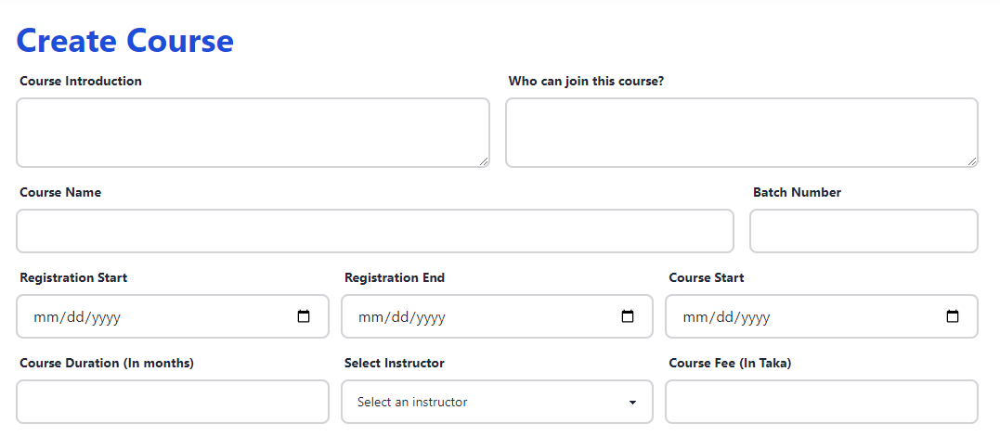 Create Course
Course Introduction Who can join this course?
Course Name Batch Number
Registration Start Registration End Course Start
mm/dd/yyyy mm/dd/yyyy mm/dd/yyyy
Course Duration (In months) Select Instructor Course Fee (In Taka)
Select an instructor